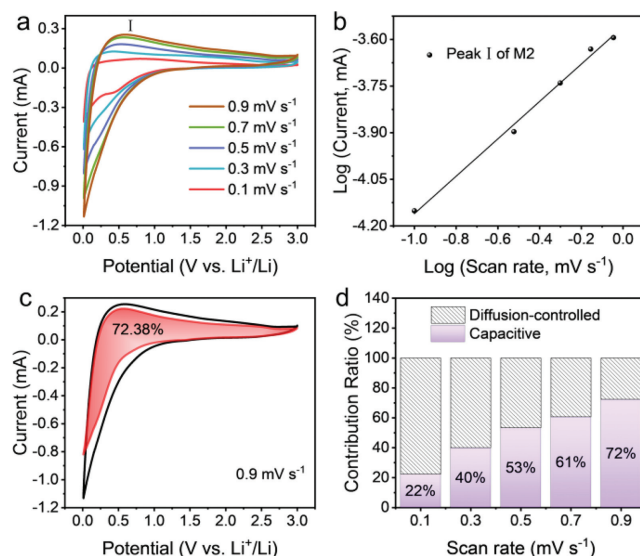 a
I
0.3
0.0
-0.3
-0.6
-0.9
-1.2
Current (mA)
0.9 mV s⁻¹
0.7 mV s⁻¹
0.5 mV s⁻¹
0.3 mV s⁻¹
0.1 mV s⁻¹
0.0 0.5 1.0 1.5 2.0 2.5 3.0
Potential (V vs. Li⁺/Li)
b
Peak I of M2
-3.60
-3.75
-3.90
-4.05
-4.20
Log (Current, mA)
-1.0 -0.8 -0.6 -0.4 -0.2 0.0
Log (Scan rate, mV s⁻¹)
c
72.38%
0.4
0.2
0.0
-0.2
-0.4
-0.6
-0.8
-1.0
-1.2
Current (mA)
0.9 mV s⁻¹
0.0 0.5 1.0 1.5 2.0 2.5 3.0
Potential (V vs. Li⁺/Li)
d
Diffusion-controlled
Capacitive
140
120
100
80
60
40
20
0
Contribution Ratio (%)
22%
40%
53%
61%
72%
0.1 0.3 0.5 0.7 0.9
Scan rate (mV s⁻¹)